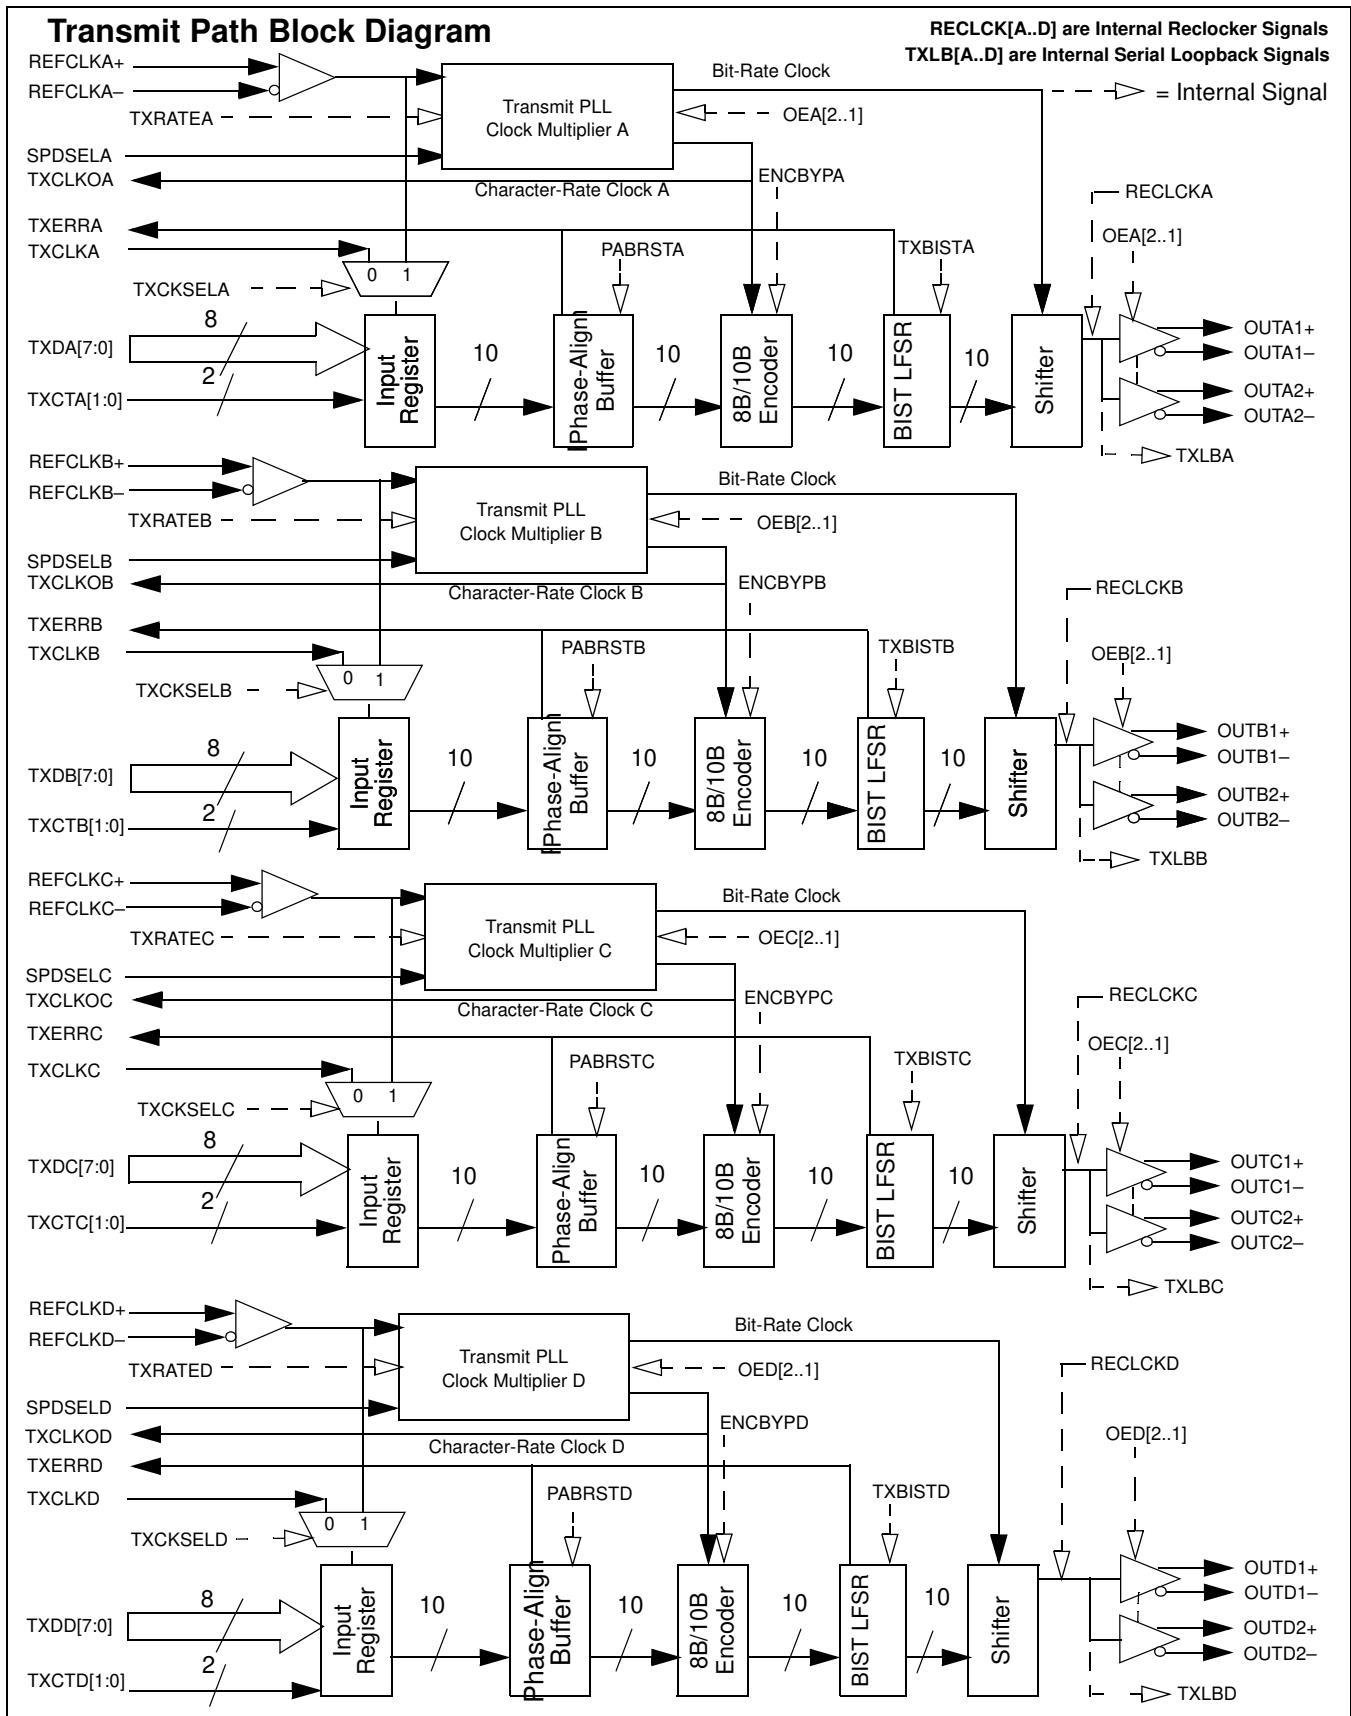 Transmit Path Block Diagram
RECLCK[A..D] are Internal Reclocker Signals
TXLB[A..D] are Internal Serial Loopback Signals
= Internal Signal
REFCLKA+
REFCLKA–
TXRATEA
SPDSELA
TXCLKOA
TXERRA
TXCLKA
TXCKSELA
TXDA[7:0]
TXCTA[1:0]
Transmit PLL
Clock Multiplier A
Bit-Rate Clock
OEA[2..1]
Character-Rate Clock A
ENCBYPA
PABRSTA
TXBISTA
RECLCKA
OEA[2..1]
0 1
8
2
Input
Register
10
Phase-Align
Buffer
10
8B/10B
Encoder
10
BIST LFSR
10
Shifter
OUTA1+
OUTA1–
OUTA2+
OUTA2–
TXLBA
REFCLKB+
REFCLKB–
TXRATEB
SPDSELB
TXCLKOB
TXERRB
TXCLKB
TXCKSELB
TXDB[7:0]
TXCTB[1:0]
Transmit PLL
Clock Multiplier B
Bit-Rate Clock
OEB[2..1]
Character-Rate Clock B
ENCBYPB
PABRSTB
TXBISTB
RECLCKB
OEB[2..1]
0 1
8
2
Input
Register
10
Phase-Align
Buffer
10
8B/10B
Encoder
10
BIST LFSR
10
Shifter
OUTB1+
OUTB1–
OUTB2+
OUTB2–
TXLBB
REFCLKC+
REFCLKC–
TXRATEC
SPDSELC
TXCLKOC
TXERRC
TXCLKC
TXCKSELC
TXDC[7:0]
TXCTC[1:0]
Transmit PLL
Clock Multiplier C
Bit-Rate Clock
OEC[2..1]
Character-Rate Clock C
ENCBYPC
PABRSTC
TXBISTC
RECLCKC
OEC[2..1]
0 1
8
2
Input
Register
10
Phase-Align
Buffer
10
8B/10B
Encoder
10
BIST LFSR
10
Shifter
OUTC1+
OUTC1–
OUTC2+
OUTC2–
TXLBC
REFCLKD+
REFCLKD–
TXRATED
SPDSELD
TXCLKOD
TXERRD
TXCLKD
TXCKSELD
TXDD[7:0]
TXCTD[1:0]
Transmit PLL
Clock Multiplier D
Bit-Rate Clock
OED[2..1]
Character-Rate Clock D
ENCBYPD
PABRSTD
TXBISTD
RECLCKD
OED[2..1]
0 1
8
2
Input
Register
10
Phase-Align
Buffer
10
8B/10B
Encoder
10
BIST LFSR
10
Shifter
OUTD1+
OUTD1–
OUTD2+
OUTD2–
TXLBD